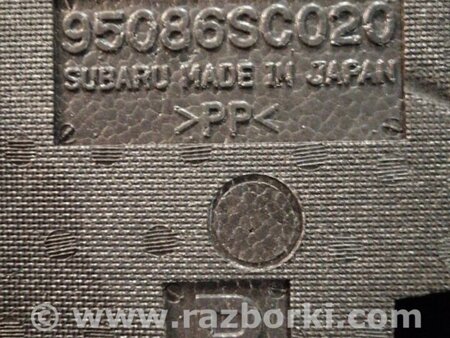 95086SC020
SUBARU MADE IN JAPAN
>PP<
© www.razborki.com